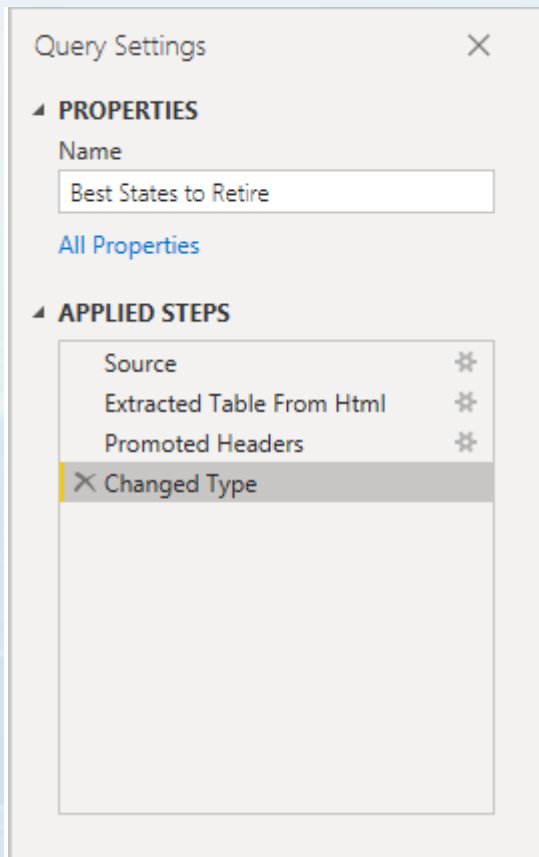 Query Settings
PROPERTIES
Name
Best States to Retire
All Properties
APPLIED STEPS
Source
Extracted Table From Html
Promoted Headers
Changed Type